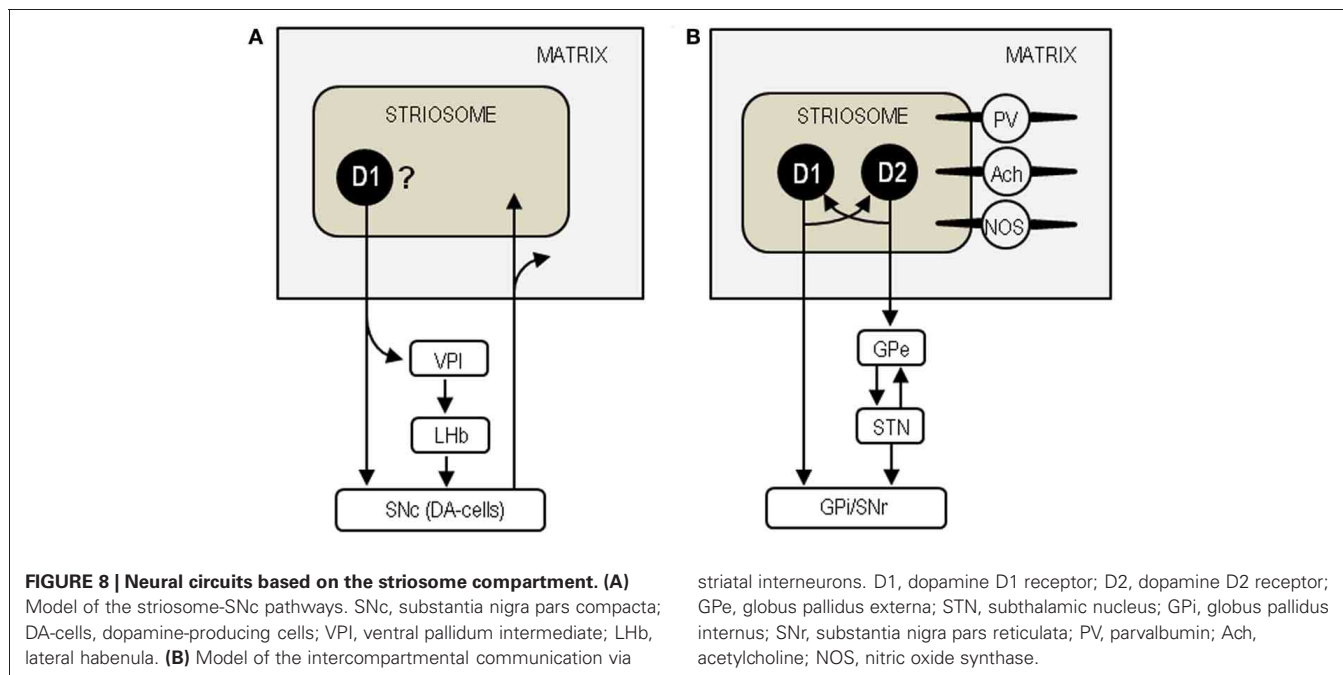 A
MATRIX
STRIOSOME
D1 ?
VPI
LHb
SNc (DA-cells)
B
MATRIX
STRIOSOME
D1
D2
PV
Ach
NOS
GPe
STN
GPi/SNr
FIGURE 8 | Neural circuits based on the striosome compartment. (A)
Model of the striosome-SNc pathways. SNc, substantia nigra pars compacta;
DA-cells, dopamine-producing cells; VPI, ventral pallidum intermediate; LHb,
lateral habenula. (B) Model of the intercompartmental communication via
striatal interneurons. D1, dopamine D1 receptor; D2, dopamine D2 receptor;
GPe, globus pallidus externa; STN, subthalamic nucleus; GPi, globus pallidus
internus; SNr, substantia nigra pars reticulata; PV, parvalbumin; Ach,
acetylcholine; NOS, nitric oxide synthase.